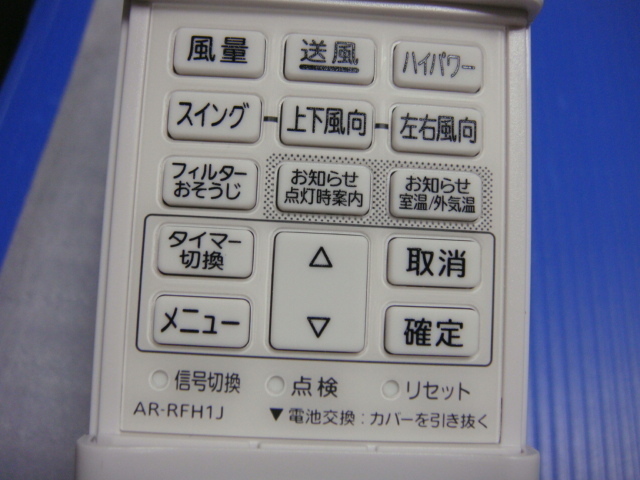 風量 送風 ハイパワー
スイング 上下風向 左右風向
フィルター
おそうじ
お知らせ
点灯時案内
お知らせ
室温/外気温
タイマー
切換
△
取消
メニュー
▽
確定
信号切換 点検 リセット
AR-RFH1J ▼電池交換:カバーを引き抜く